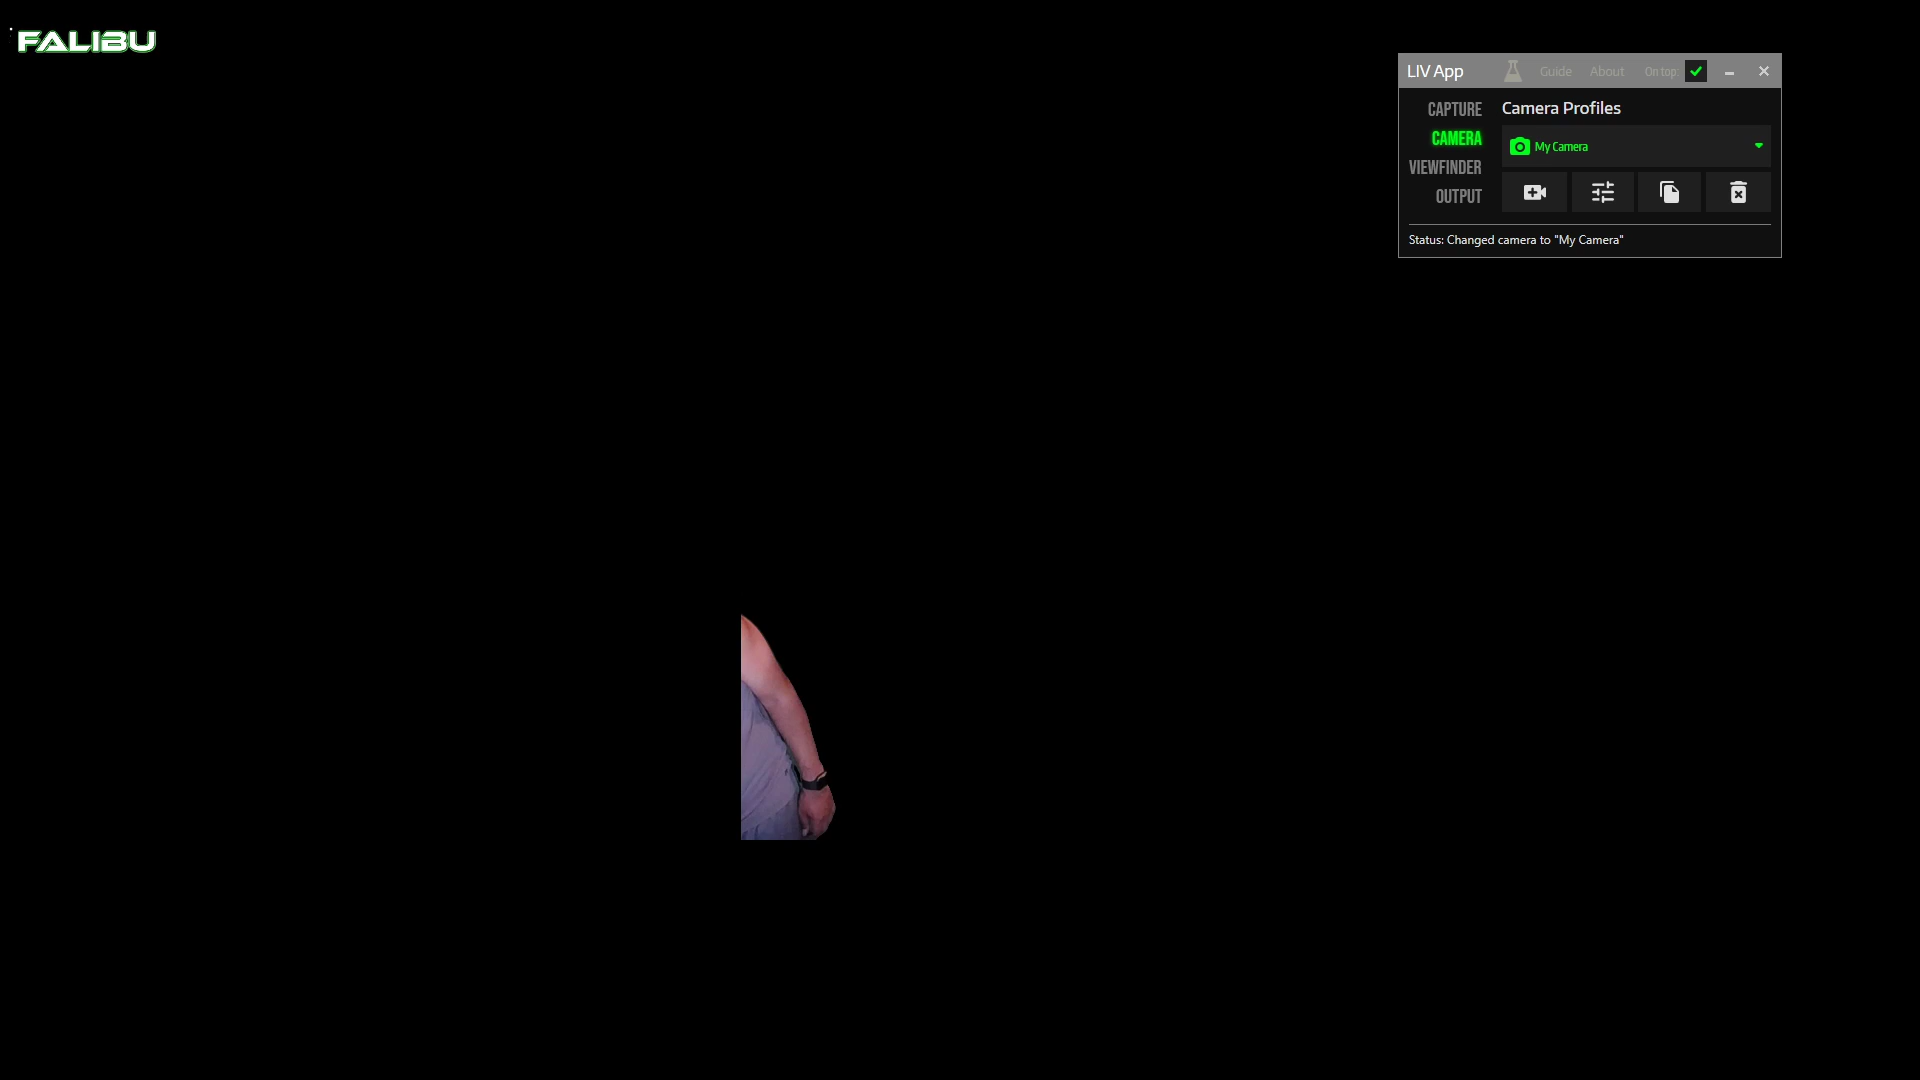 FALIBU
LIV App Guide About On top:
CAPTURE
CAMERA
VIEWFINDER
OUTPUT
Camera Profiles
My Camera
Status: Changed camera to "My Camera"